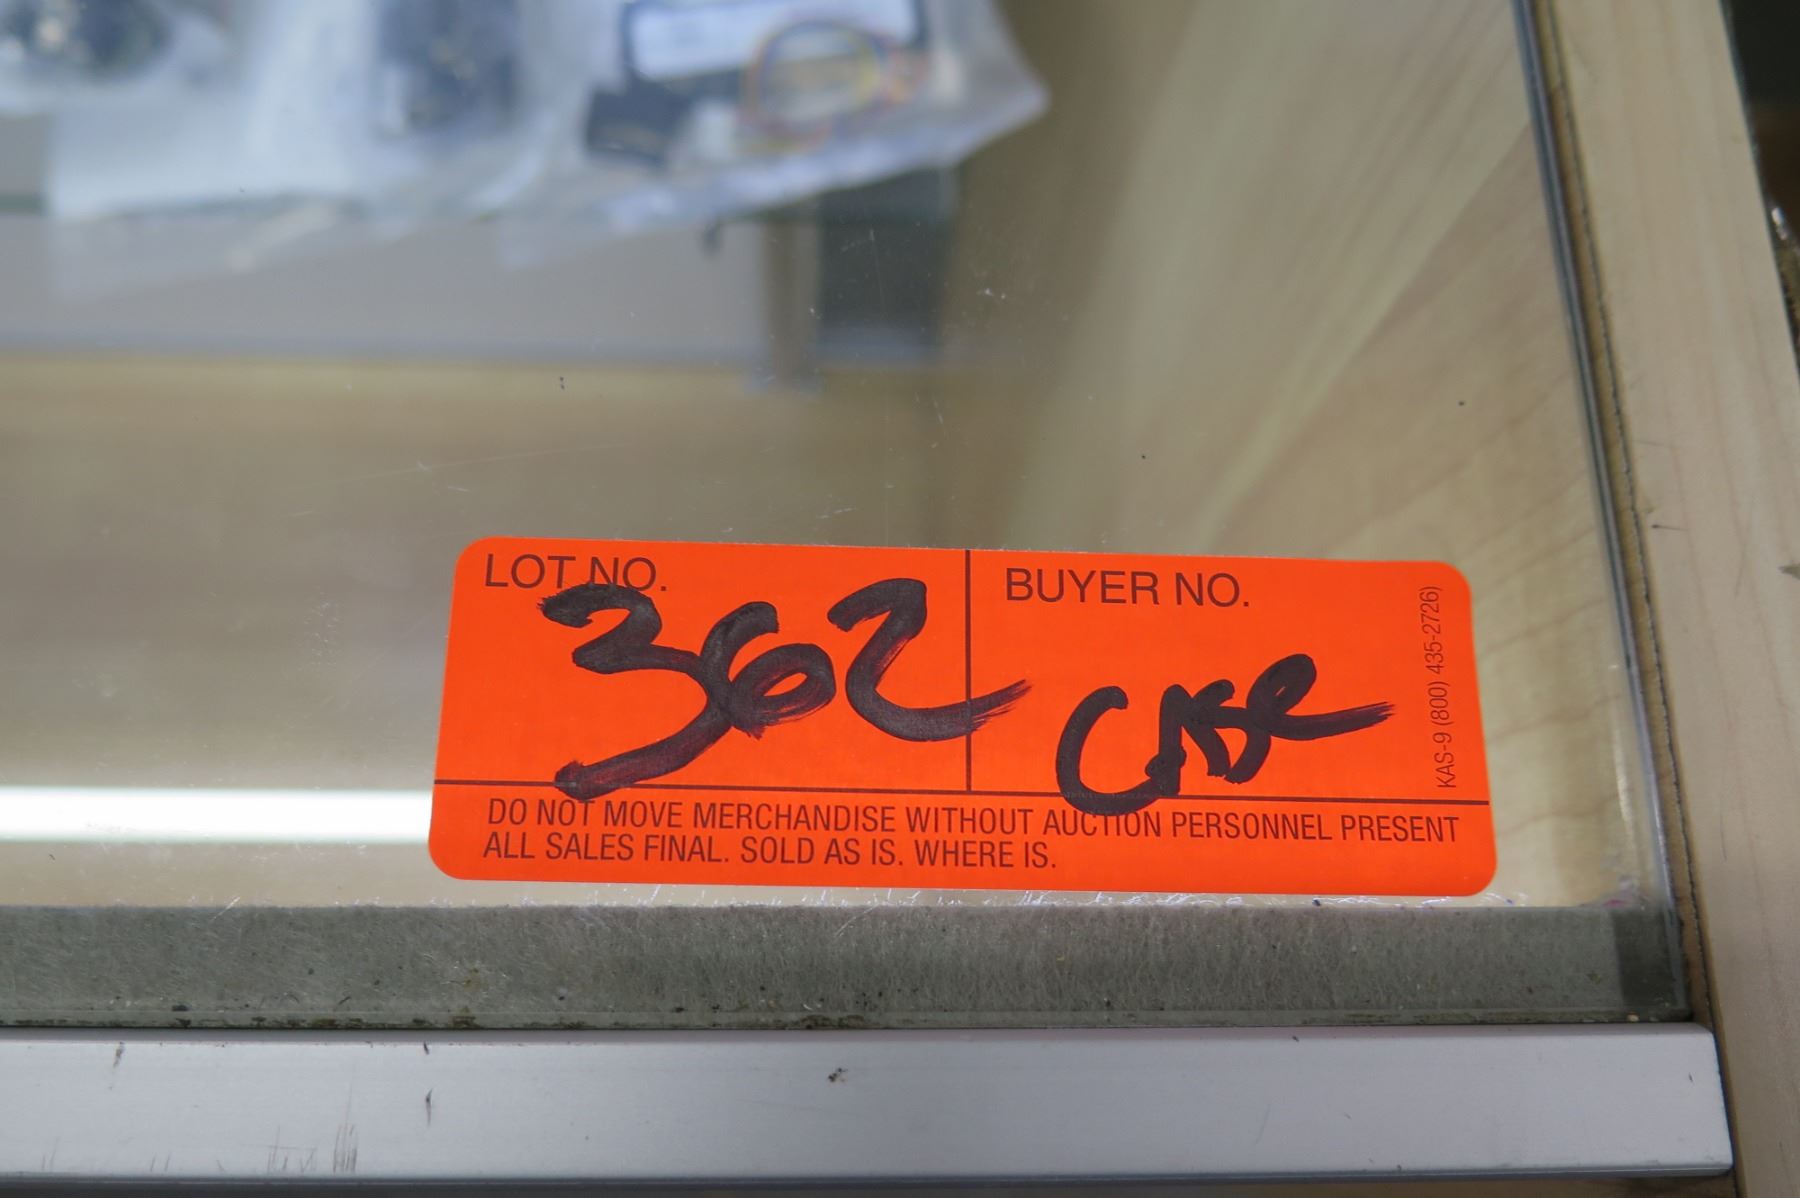 LOT NO.
BUYER NO.
362
CASE
KAS-9 (800) 435-2726)
DO NOT MOVE MERCHANDISE WITHOUT AUCTION PERSONNEL PRESENT
ALL SALES FINAL. SOLD AS IS. WHERE IS.